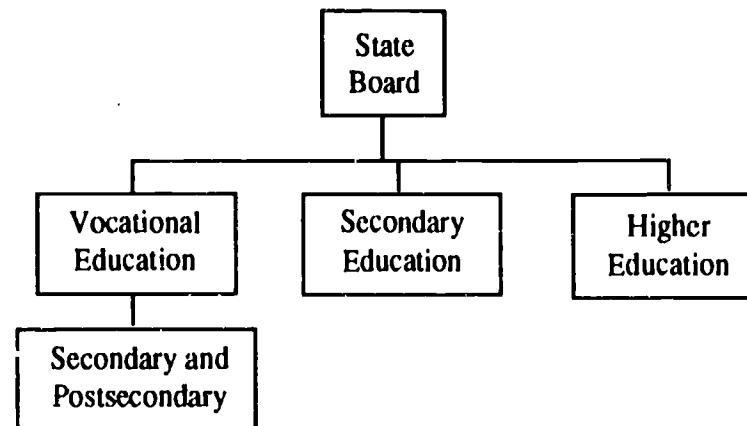 State
Board
Vocational
Education
Secondary
Education
Higher
Education
Secondary and
Postsecondary